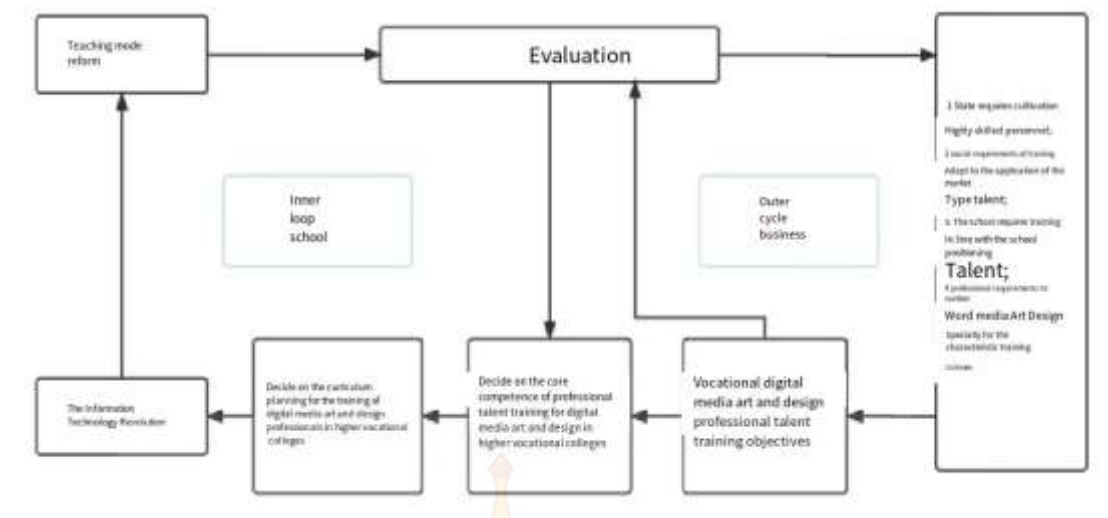 Teaching mode
reform
Evaluation
1 State requires cultivation
Highly skilled personnel;
2 social requirements of training
Adapt to the application of the
market
Type talent;
The school requires training
In line with the school
positioning
Talent;
4 professional requirements to
Word media Art Design
Specialty for the
characteristic training
Inner
loop
school
Outer
cycle
business
The Information
Technology Revolution
Decide on the curriculum
planning for the training of
digital media art and design
professionals in higher vocational
colleges
Decide on the core
competence of professional
talent training for digital
media art and design in
higher vocational colleges
Vocational digital
media art and design
professional talent
training objectives